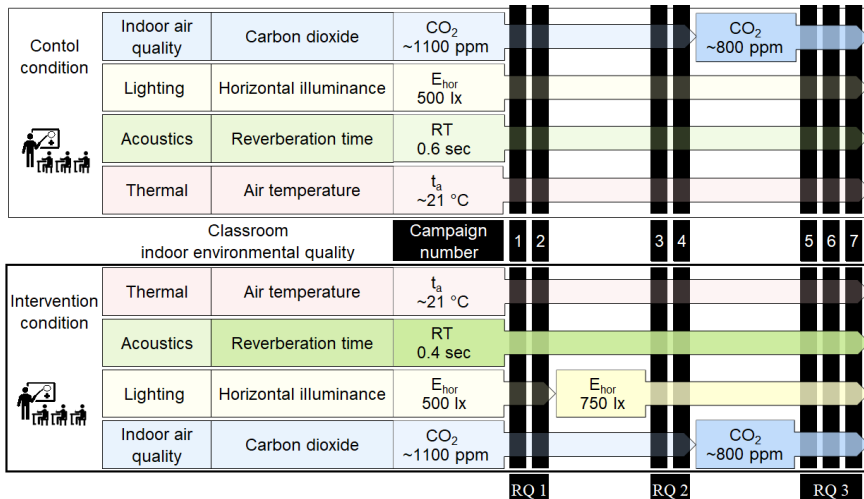 Contol
condition
Indoor air
quality
Carbon dioxide
CO2
~1100 ppm
CO2
~800 ppm
Lighting
Horizontal illuminance
Ehor
500 lx
Acoustics
Reverberation time
RT
0.6 sec
Thermal
Air temperature
ta
~21 °C
Classroom
indoor environmental quality
Campaign
number
1 2 3 4 5 6 7
Intervention
condition
Thermal
Air temperature
ta
~21 °C
Acoustics
Reverberation time
RT
0.4 sec
Lighting
Horizontal illuminance
Ehor
500 lx
Ehor
750 lx
Indoor air
quality
Carbon dioxide
CO2
~1100 ppm
CO2
~800 ppm
RQ 1 RQ 2 RQ 3